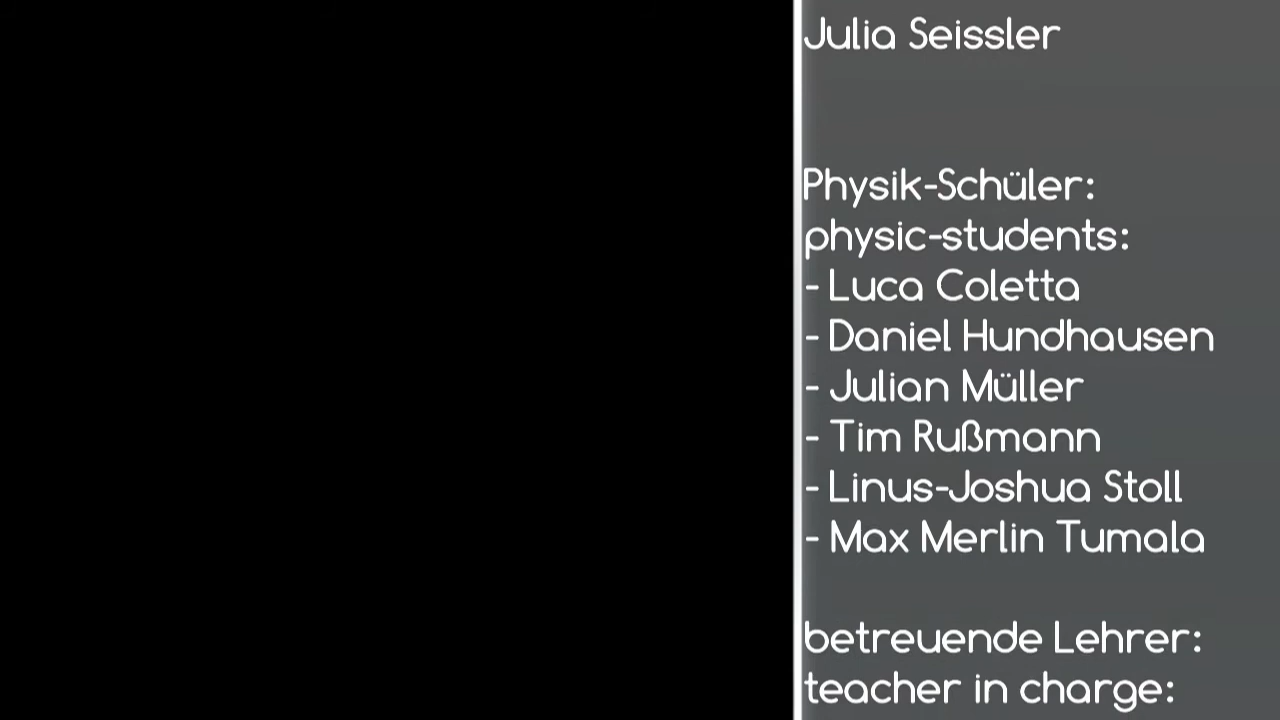 Julia Seissler
Physik-Schüler:
physic-students:
- Luca Coletta
- Daniel Hundhausen
- Julian Müller
- Tim Rußmann
- Linus-Joshua Stoll
- Max Merlin Tumala
betreuende Lehrer:
teacher in charge: